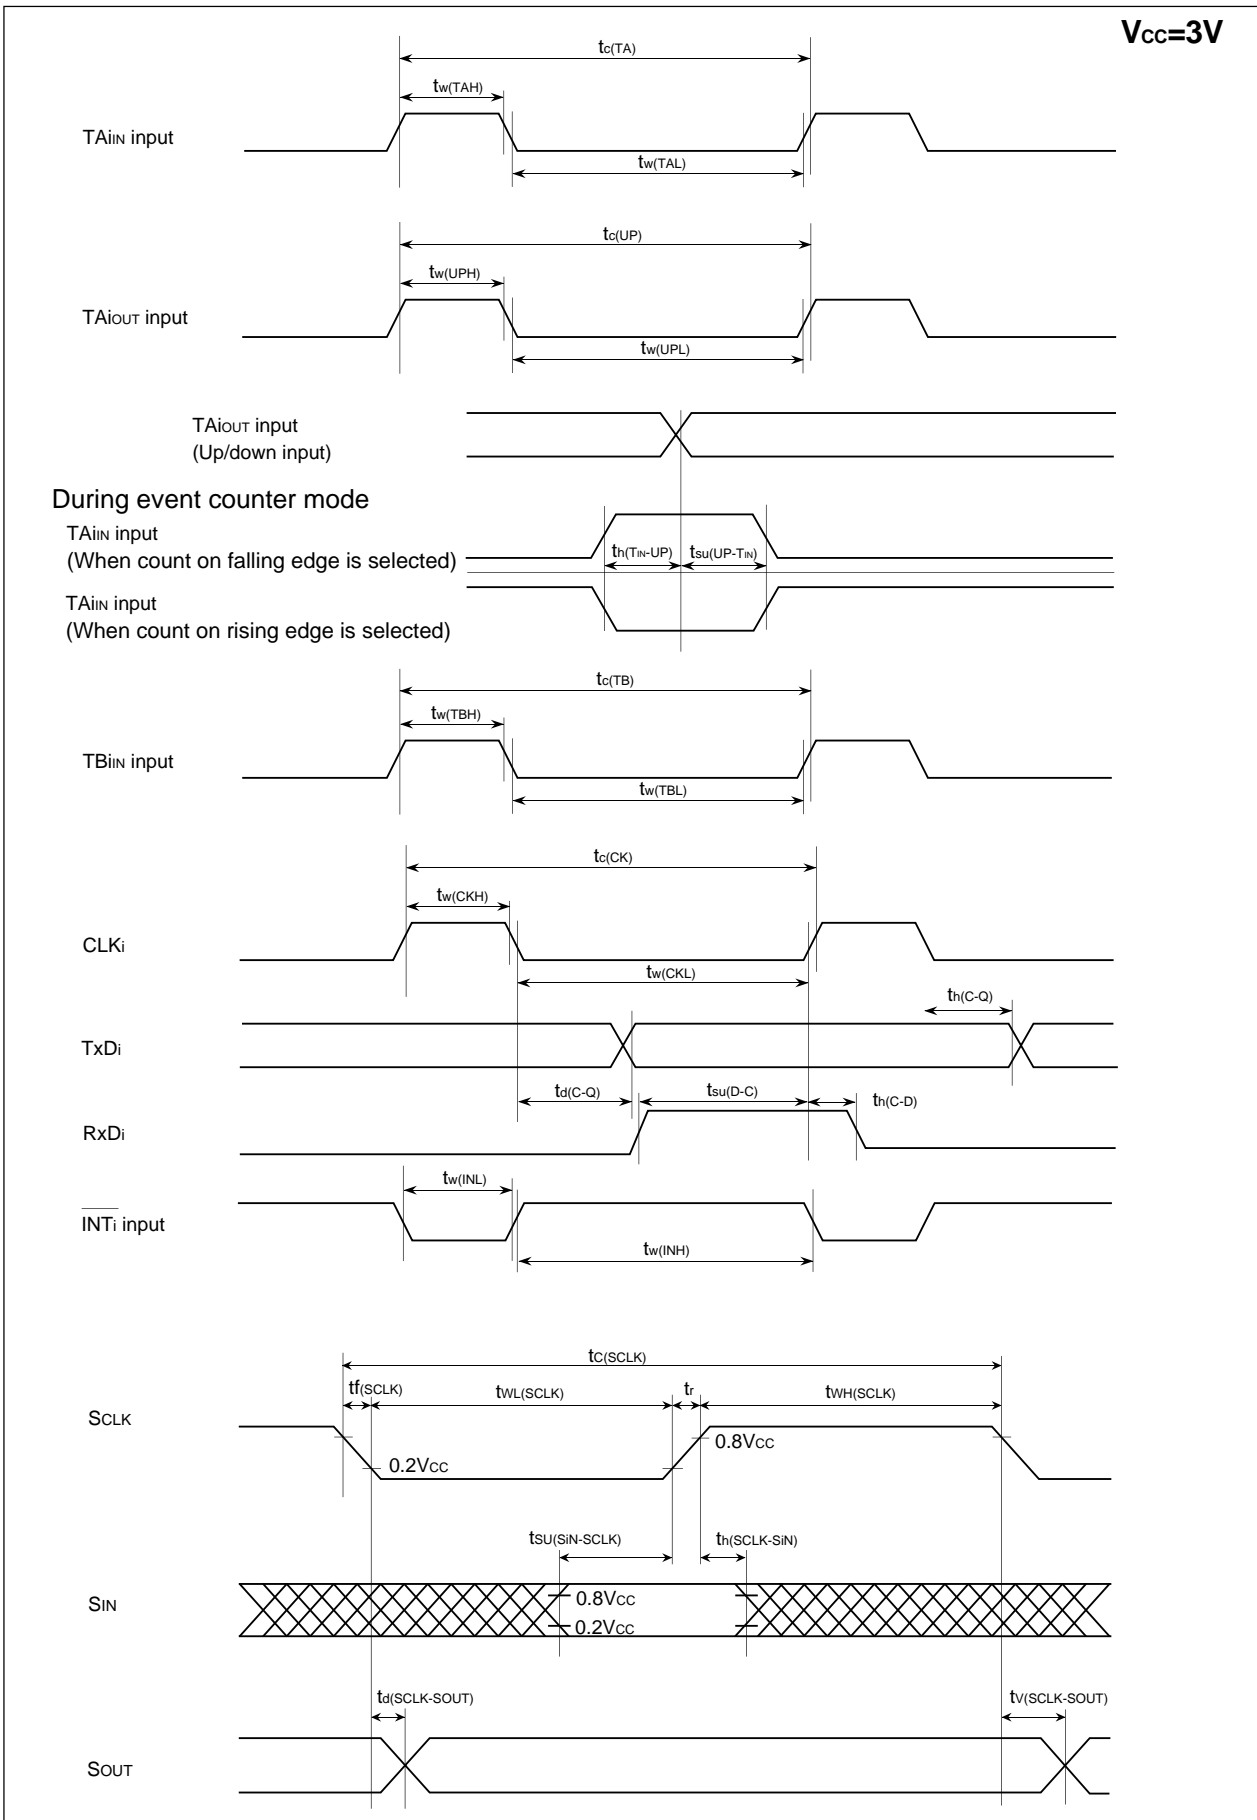 VCC=3V
tc(TA)
tw(TAH)
TAiIN input
tw(TAL)
tc(UP)
tw(UPH)
TAiOUT input
tw(UPL)
TAiOUT input
(Up/down input)
During event counter mode
TAiIN input
(When count on falling edge is selected)
th(TIN-UP) tsu(UP-TIN)
TAiIN input
(When count on rising edge is selected)
tc(TB)
tw(TBH)
TBiIN input
tw(TBL)
tc(CK)
tw(CKH)
CLKi
tw(CKL)
th(C-Q)
TxDi
td(C-Q) tsu(D-C) th(C-D)
RxDi
tw(INL)
INTi input
tw(INH)
tC(SCLK)
tf(SCLK) tWL(SCLK) tr tWH(SCLK)
SCLK
0.8VCC
0.2VCC
tSU(SiN-SCLK) th(SCLK-SiN)
SIN
0.8VCC
0.2VCC
td(SCLK-SOUT) tV(SCLK-SOUT)
SOUT